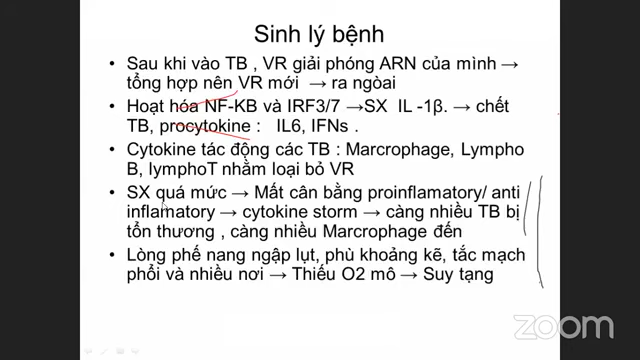 Sinh lý bệnh
• Sau khi vào TB , VR giải phóng ARN của mình →
tổng hợp nên VR mới → ra ngòai
• Hoạt hóa NF-KB và IRF3/7 →SX IL -1β. → chết
TB, procytokine : IL6, IFNs .
• Cytokine tác động các TB : Marcrophage, Lympho
B, lymphoT nhằm loại bỏ VR
• SX quá mức → Mất cân bằng proinflamatory/ anti
inflamatory → cytokine storm → càng nhiều TB bị
tổn thương , càng nhiều Marcrophage đến
• Lòng phế nang ngập lụt, phù khoảng kẽ, tắc mạch
phổi và nhiều nơi → Thiếu O2 mô → Suy tạng
zoom